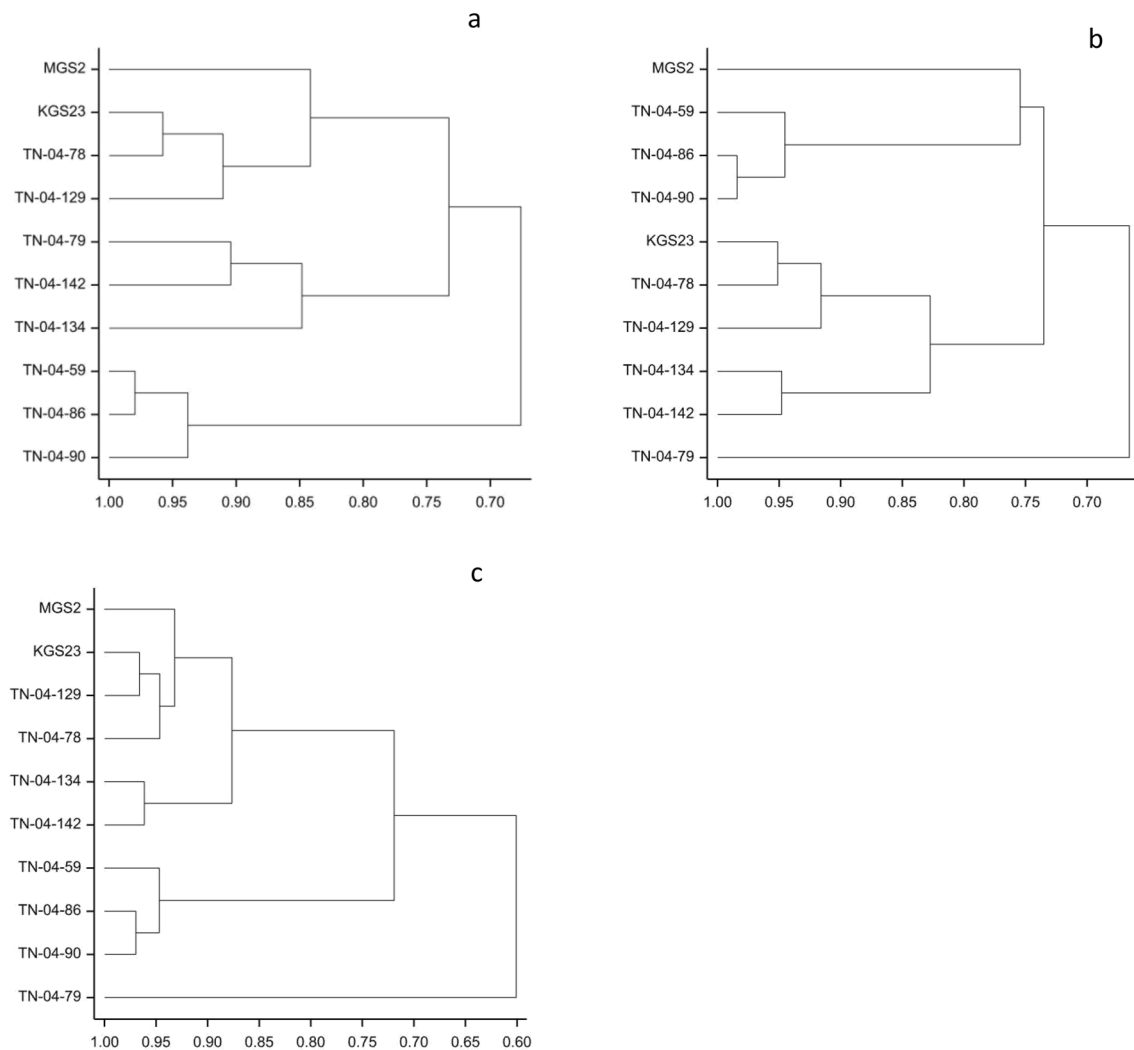 a
MGS2
KGS23
TN-04-78
TN-04-129
TN-04-79
TN-04-142
TN-04-134
TN-04-59
TN-04-86
TN-04-90
1.00 0.95 0.90 0.85 0.80 0.75 0.70
b
MGS2
TN-04-59
TN-04-86
TN-04-90
KGS23
TN-04-78
TN-04-129
TN-04-134
TN-04-142
TN-04-79
1.00 0.95 0.90 0.85 0.80 0.75 0.70
c
MGS2
KGS23
TN-04-129
TN-04-78
TN-04-134
TN-04-142
TN-04-59
TN-04-86
TN-04-90
TN-04-79
1.00 0.95 0.90 0.85 0.80 0.75 0.70 0.65 0.60